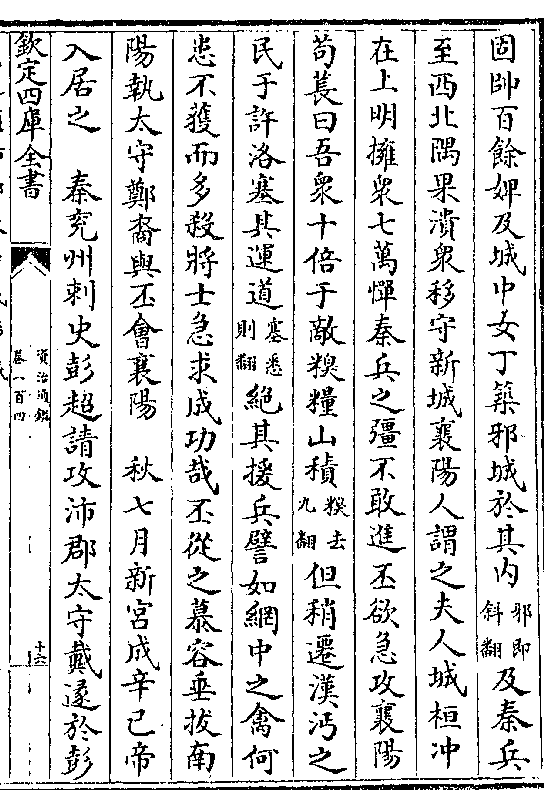 固帥百餘婢及城中女丁築邪城於其内邪即斜翻及秦兵
至西北隅果潰衆移守新城襄陽人謂之夫人城桓冲
在上明擁衆七萬憚秦兵之彊不敢進丕欲急攻襄陽
苟萇曰吾衆十倍于敵糗糧山積糗去九翻但稍遷漢沔之
民于許洛塞其運道塞悉則翻絶其援兵譬如網中之禽何
患不獲而多殺將士急求成功哉丕從之慕容垂拔南
陽執太守鄭裔與丕會襄陽 秋七月新宮成辛巳帝
入居之 秦兗州刺史彭超請攻沛郡太守戴逯於彭
欽定四庫全書 資治通鑑 卷一百四 十六